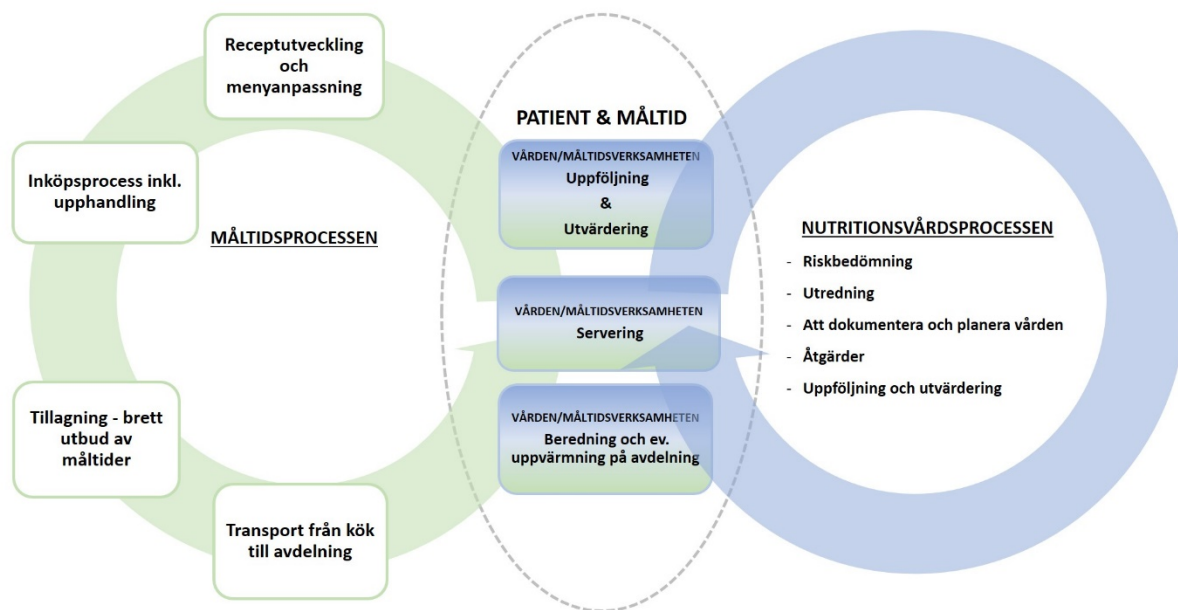 Receptutveckling
och
menyanpassning
Inköpsprocess inkl.
upphandling
MÅLTIDSPROCESSEN
Tillagning - brett
utbud av
måltider
Transport från kök
till avdelning
PATIENT & MÅLTID
VÅRDEN/MÅLTIDSVERKSAMHETEN
Uppföljning
&
Utvärdering
VÅRDEN/MÅLTIDSVERKSAMHETEN
Servering
VÅRDEN/MÅLTIDSVERKSAMHETEN
Beredning och ev.
uppvärmning på avdelning
NUTRITIONSVÅRDSPROCESSEN
- Riskbedömning
- Utredning
- Att dokumentera och planera vården
- Åtgärder
- Uppföljning och utvärdering